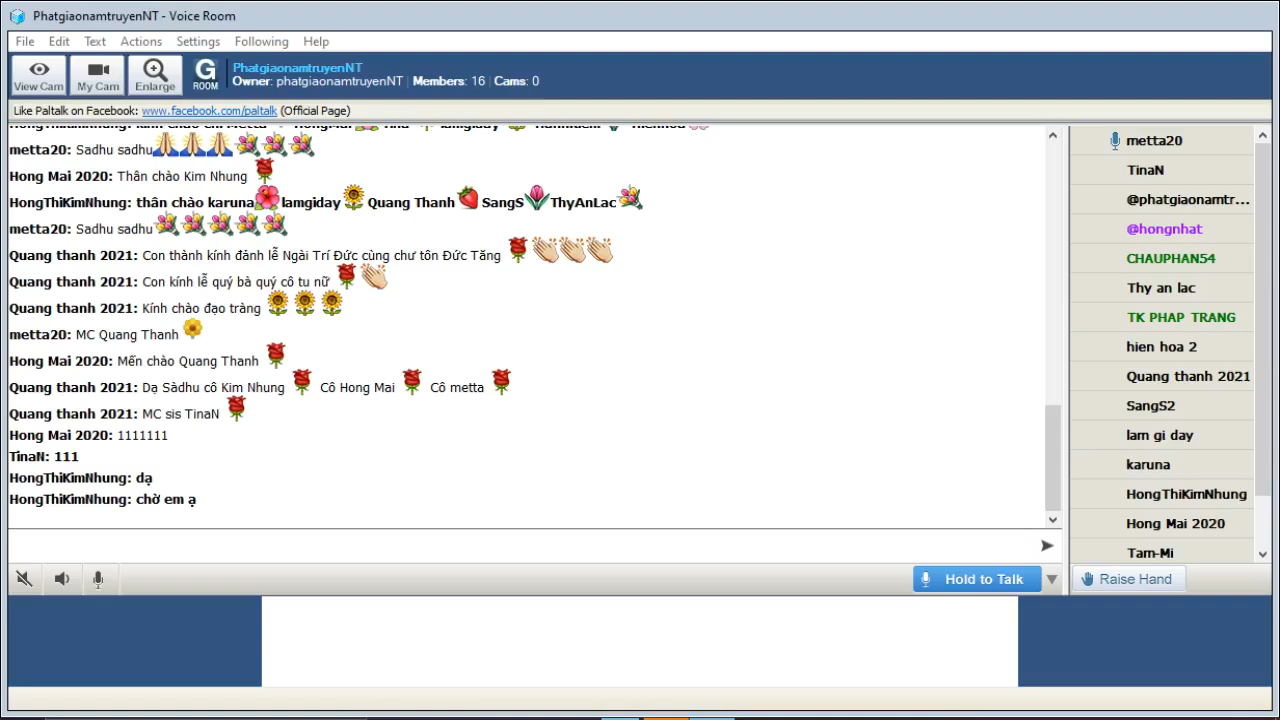 PhatgiaonamtruyenNT - Voice Room
File Edit Text Actions Settings Following Help
View Cam
My Cam
Enlarge
G ROOM
PhatgiaonamtruyenNT
Owner: phatgiaonamtruyenNT | Members: 16 | Cams: 0
Like Paltalk on Facebook: www.facebook.com/paltalk (Official Page)
metta20: Sadhu sadhu
Hong Mai 2020: Thân chào Kim Nhung
HongThiKimNhung: thân chào karuna lamgiday Quang Thanh SangS ThyAnLac
metta20: Sadhu sadhu
Quang thanh 2021: Con thành kính đãnh lễ Ngài Trí Đức cùng chư tôn Đức Tăng
Quang thanh 2021: Con kính lễ quý bà quý cô tu nữ
Quang thanh 2021: Kính chào đạo tràng
metta20: MC Quang Thanh
Hong Mai 2020: Mến chào Quang Thanh
Quang thanh 2021: Dạ Sàdhu cô Kim Nhung Cô Hong Mai Cô metta
Quang thanh 2021: MC sis TinaN
Hong Mai 2020: 1111111
TinaN: 111
HongThiKimNhung: dạ
HongThiKimNhung: chờ em ạ
Hold to Talk
metta20
TinaN
@phatgiaonamtr...
@hongnhat
CHAUPHAN54
Thy an lac
TK PHAP TRANG
hien hoa 2
Quang thanh 2021
SangS2
lam gi day
karuna
HongThiKimNhung
Hong Mai 2020
Tam-Mi
Raise Hand